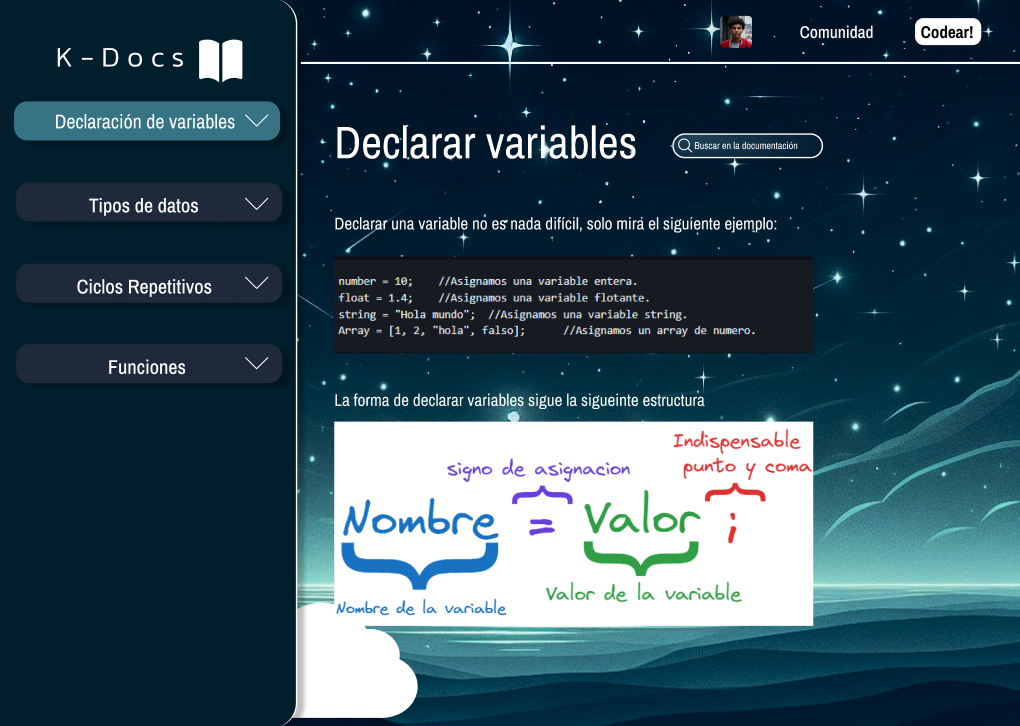 K-Docs
Declaración de variables
Tipos de datos
Ciclos Repetitivos
Funciones
Comunidad
Codear!
Declarar variables
Buscar en la documentación
Declarar una variable no es nada difícil, solo mira el siguiente ejemplo:
number = 10;    //Asignamos una variable entera.
float = 1.4;    //Asignamos una variable flotante.
string = "Hola mundo";  //Asignamos una variable string.
Array = [1, 2, "hola", falso];      //Asignamos un array de numero.
La forma de declarar variables sigue la sigueinte estructura
Indispensable
punto y coma
signo de asignacion
Nombre = Valor ;
Valor de la variable
Nombre de la variable